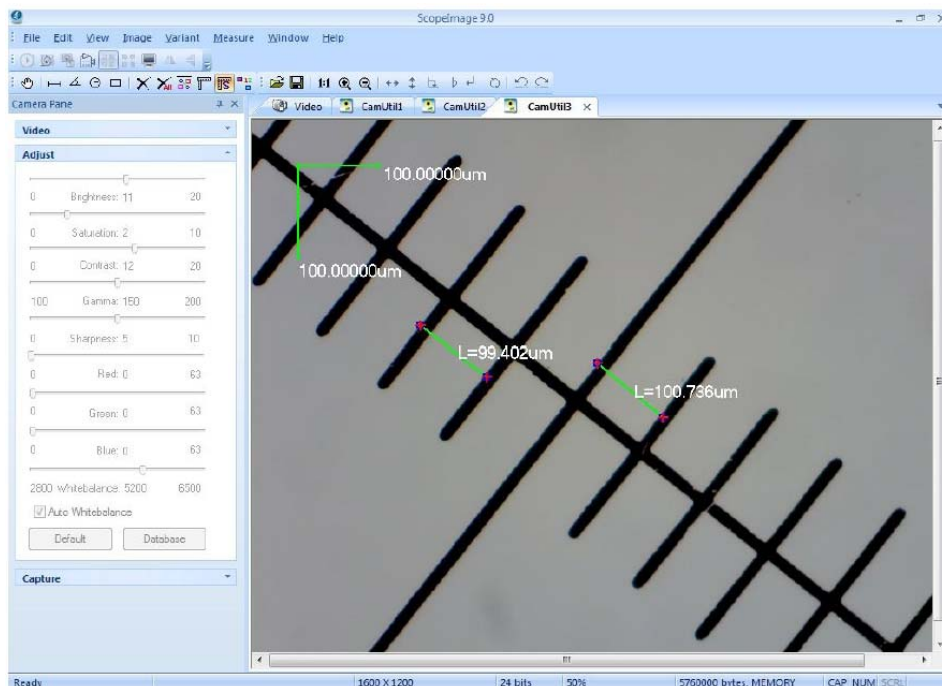 ScopeImage 9.0
File Edit View Image Variant Measure Window Help
1:1
Camera Pane
Video CamUtil1 CamUtil2 CamUtil3
Video
Adjust
0 Brightness: 11 20
0 Saturation: 2 10
0 Contrast: 12 20
100 Gamma: 150 200
0 Sharpness: 5 10
0 Red: 0 63
0 Green: 0 63
0 Blue: 0 63
2800 Whitebalance: 5200 6500
Auto Whitebalance
Default Database
Capture
100.00000um
100.00000um
L=99.402um
L=100.736um
Ready 1600 X 1200 24 bits 50% 5760000 bytes, MEMORY CAP NUM SCRL